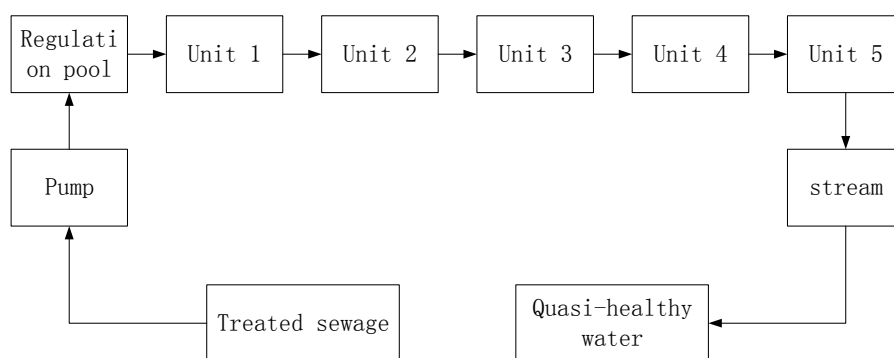 Regulati
on pool
Unit 1
Unit 2
Unit 3
Unit 4
Unit 5
Pump
stream
Treated sewage
Quasi-healthy
water